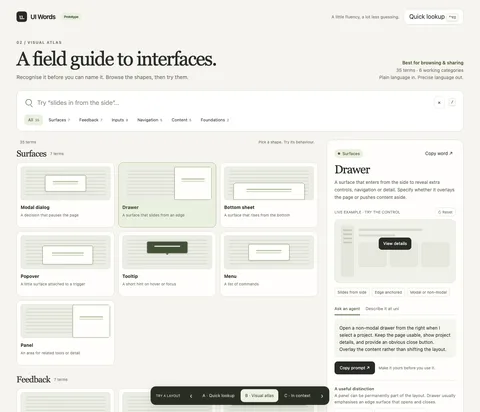 UI Words
Prototype
A little fluency, a lot less guessing.
Quick lookup
02 / VISUAL ATLAS
A field guide to interfaces.
Recognise it before you can name it. Browse the shapes, then try them.
Best for browsing & sharing
35 terms · 6 working categories
Plain language in. Precise language out.
Try "slides in from the side"...
/
All
Surfaces 7
Feedback
Inputs
Navigation
Content
Foundations
35 terms
Pick a shape. Try its behaviour.
Surfaces 7 terms
Modal dialog
A decision that pauses the page
Drawer
A surface that slides from an edge
Bottom sheet
A surface that rises from the bottom
Popover
A little surface attached to a trigger
Tooltip
A short hint on hover or focus
Menu
A list of commands
Panel
An area for related tools or detail
Feedback 7 terms
Surfaces
Copy word ↗
Drawer
A surface that enters from the side to reveal extra
controls, navigation or detail. Specify whether it overlaps
the page or pushes content aside.
LIVE EXAMPLE · TRY THE CONTROL
Reset
View details
Slides from side
Edge anchored
Modal or non-modal
Ask an agent
Describe it at uni
Open a non-modal drawer from the right when I
select a project. Keep the page usable, show project
details, and provide an obvious close button.
Overlay the content rather than shifting the layout.
Copy prompt ↗
Make it yours before you use it.
A useful distinction
A panel can be permanently part of the layout. Drawer usually
emphasises an edge surface that opens and closes.
TRY A LAYOUT
‹
A · Quick lookup
B · Visual atlas
C · In context
›